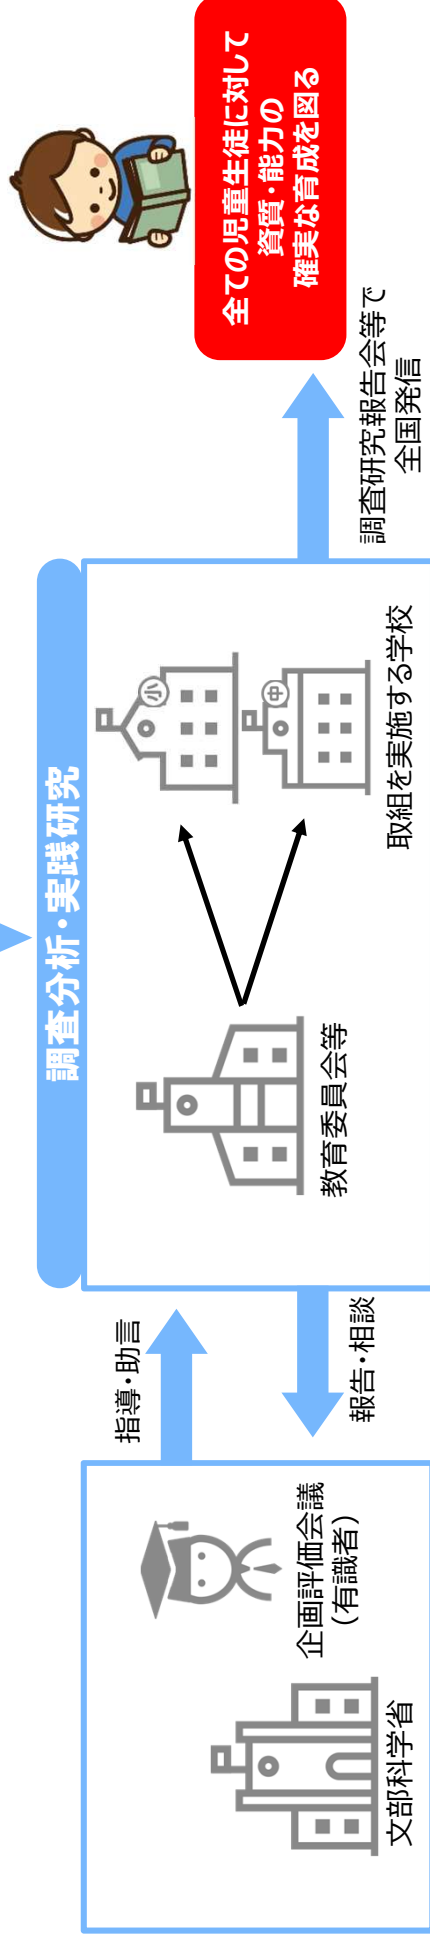 文部科学省
企画評価会議
(有識者)
指導・助言
報告・相談
調査分析・実践研究
教育委員会等
小
中
取組を実施する学校
調査研究報告会等で
全国発信
全ての児童生徒に対して
資質・能力の
確実な育成を図る